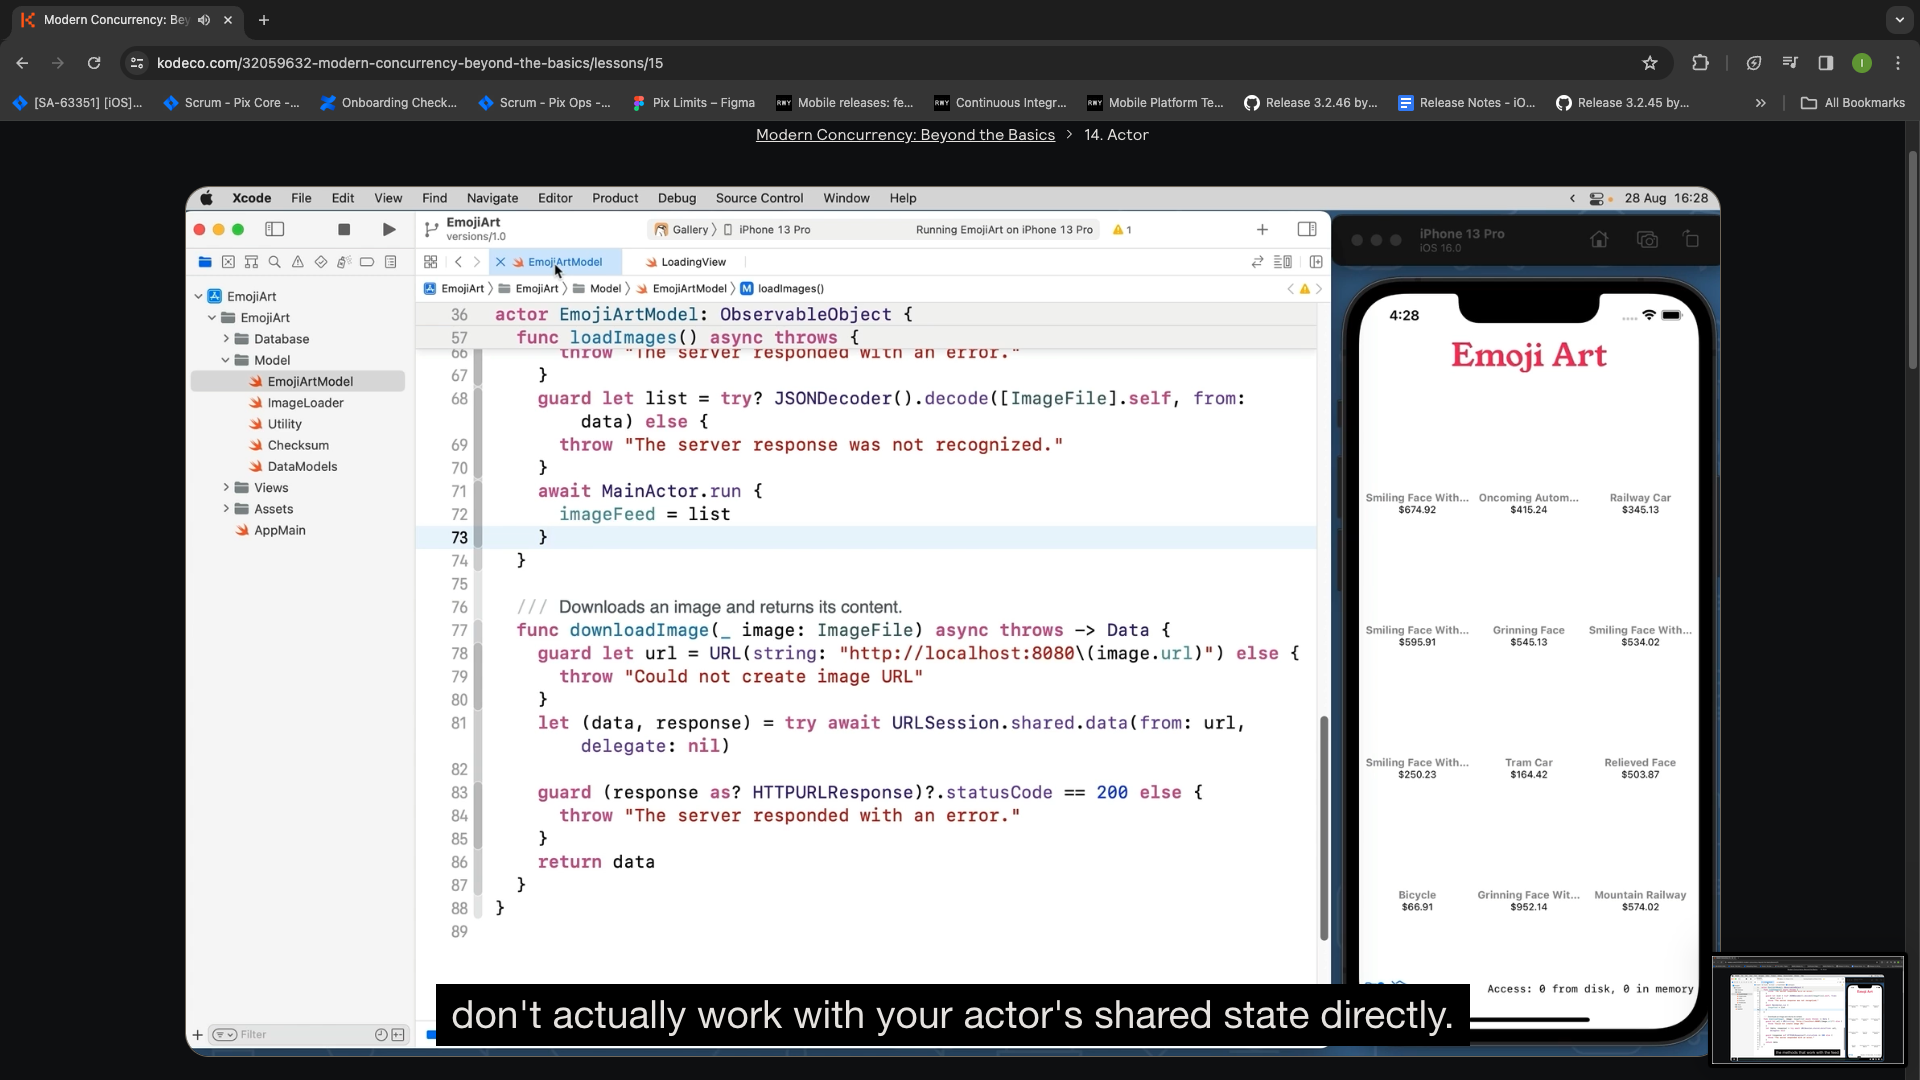 Modern Concurrency: Bey
kodeco.com/32059632-modern-concurrency-beyond-the-basics/lessons/15
I
[SA-63351] [iOS]...
Scrum - Pix Core -...
Onboarding Check...
Scrum - Pix Ops -...
Pix Limits – Figma
Mobile releases: fe...
Continuous Integr...
Mobile Platform Te...
Release 3.2.46 by...
Release Notes - iO...
Release 3.2.45 by...
All Bookmarks
Modern Concurrency: Beyond the Basics > 14. Actor
Xcode File Edit View Find Navigate Editor Product Debug Source Control Window Help
28 Aug 16:28
EmojiArt
versions/1.0
Gallery
iPhone 13 Pro
Running EmojiArt on iPhone 13 Pro
1
iPhone 13 Pro
iOS 16.0
EmojiArtModel
LoadingView
EmojiArt
EmojiArt
Model
EmojiArtModel
M loadImages()
EmojiArt
EmojiArt
Database
Model
EmojiArtModel
ImageLoader
Utility
Checksum
DataModels
Views
Assets
AppMain
Filter
36 actor EmojiArtModel: ObservableObject {
57 func loadImages() async throws {
66 throw "The server responded with an error."
67 }
68 guard let list = try? JSONDecoder().decode([ImageFile].self, from:
data) else {
69 throw "The server response was not recognized."
70 }
71 await MainActor.run {
72 imageFeed = list
73 }
74 }
75
76 /// Downloads an image and returns its content.
77 func downloadImage(_ image: ImageFile) async throws -> Data {
78 guard let url = URL(string: "http://localhost:8080\(image.url)") else {
79 throw "Could not create image URL"
80 }
81 let (data, response) = try await URLSession.shared.data(from: url,
delegate: nil)
82
83 guard (response as? HTTPURLResponse)?.statusCode == 200 else {
84 throw "The server responded with an error."
85 }
86 return data
87 }
88 }
89
4:28
Emoji Art
Smiling Face With... Oncoming Autom... Railway Car
$674.92 $415.24 $345.13
Smiling Face With... Grinning Face Smiling Face With...
$595.91 $545.13 $534.02
Smiling Face With... Tram Car Relieved Face
$250.23 $164.42 $503.87
Bicycle Grinning Face Wit... Mountain Railway
$66.91 $952.14 $574.02
Access: 0 from disk, 0 in memory
don't actually work with your actor's shared state directly.